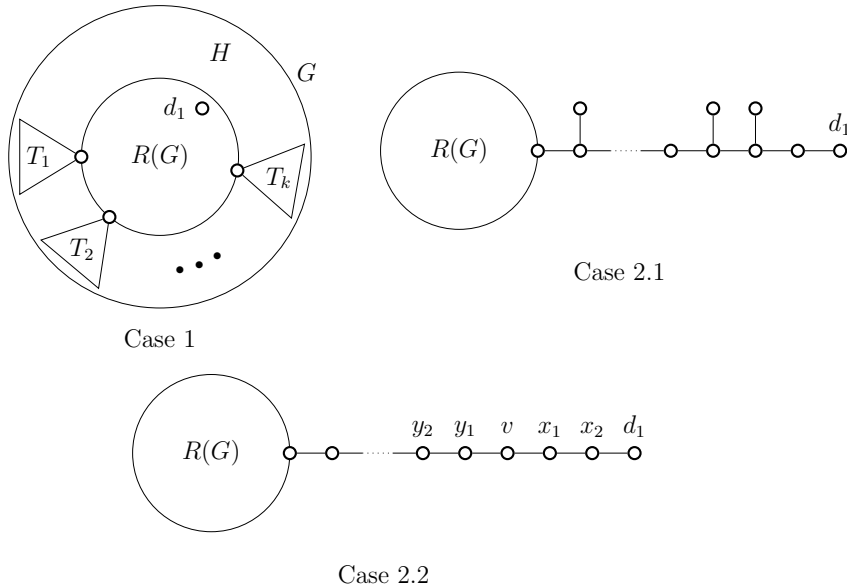 H
G
d₁
R(G)
T₁
Tₖ
T₂
Case 1
R(G)
d₁
Case 2.1
R(G)
y₂ y₁ v x₁ x₂ d₁
Case 2.2